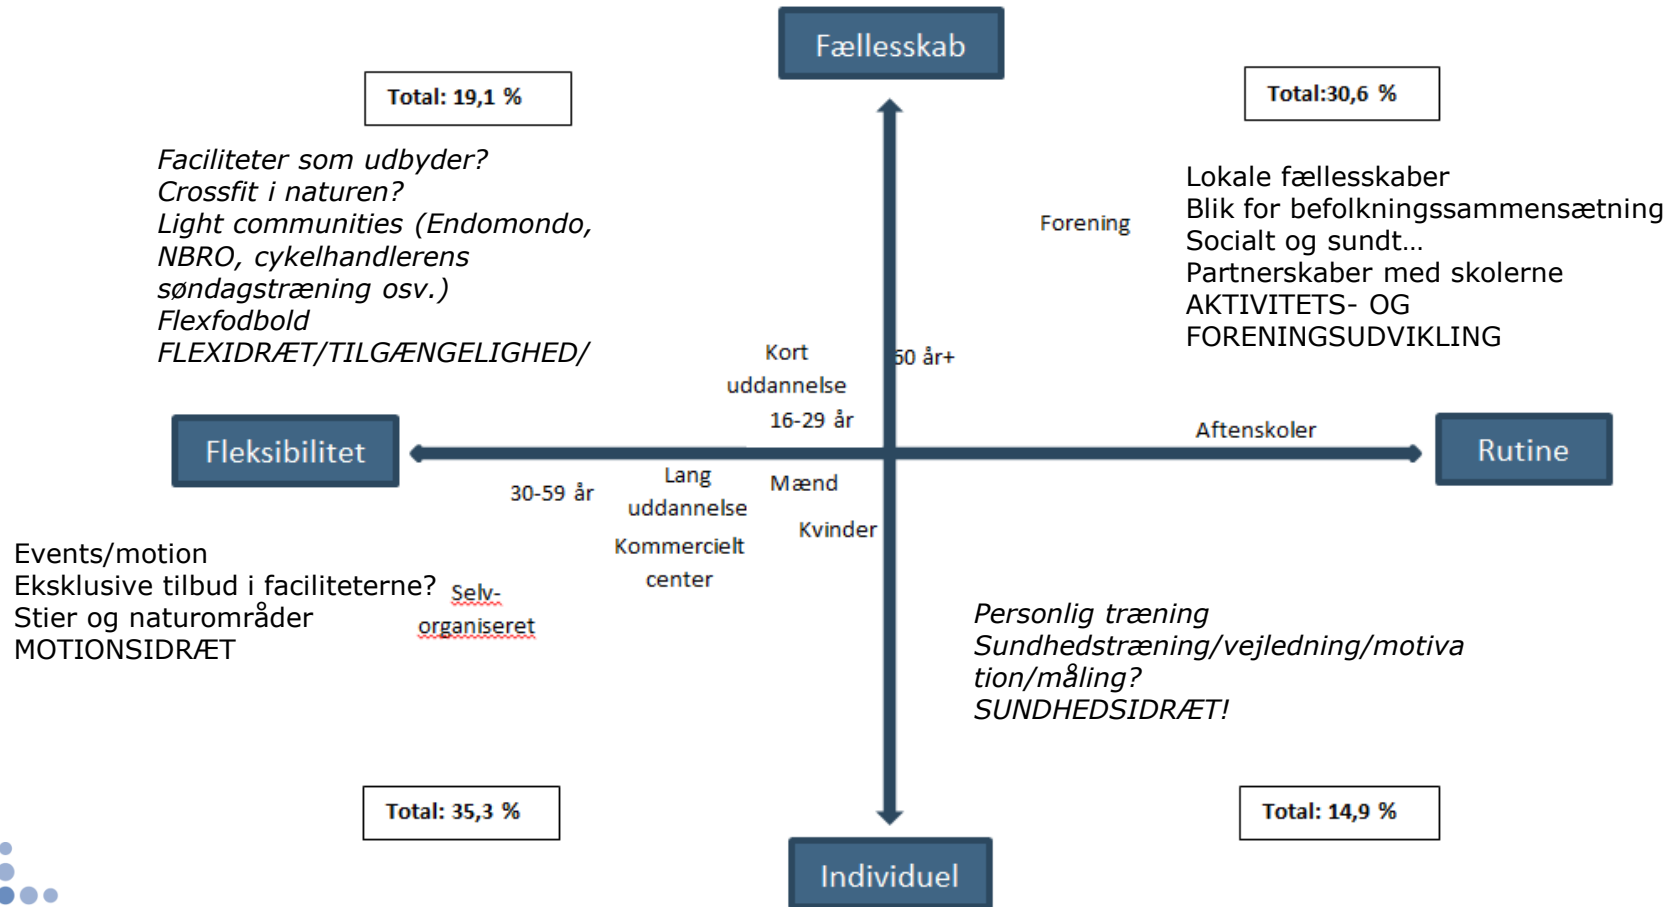 Fællesskab
Total: 19,1 %
Total:30,6 %
Faciliteter som udbyder?
Crossfit i naturen?
Light communities (Endomondo,
NBRO, cykelhandlerens
søndagstræning osv.)
Flexfodbold
FLEXIDRÆT/TILGÆNGELIGHED/
Forening
Lokale fællesskaber
Blik for befolkningssammensætning
Socialt og sundt…
Partnerskaber med skolerne
AKTIVITETS- OG
FORENINGSUDVIKLING
Kort
uddannelse
60 år+
16-29 år
Aftenskoler
Fleksibilitet
Rutine
30-59 år
Lang
uddannelse
Mænd
Kvinder
Kommercielt
center
Selv-
organiseret
Events/motion
Eksklusive tilbud i faciliteterne?
Stier og naturområder
MOTIONSIDRÆT
Personlig træning
Sundhedstræning/vejledning/motiva
tion/måling?
SUNDHEDSIDRÆT!
Total: 35,3 %
Total: 14,9 %
Individuel